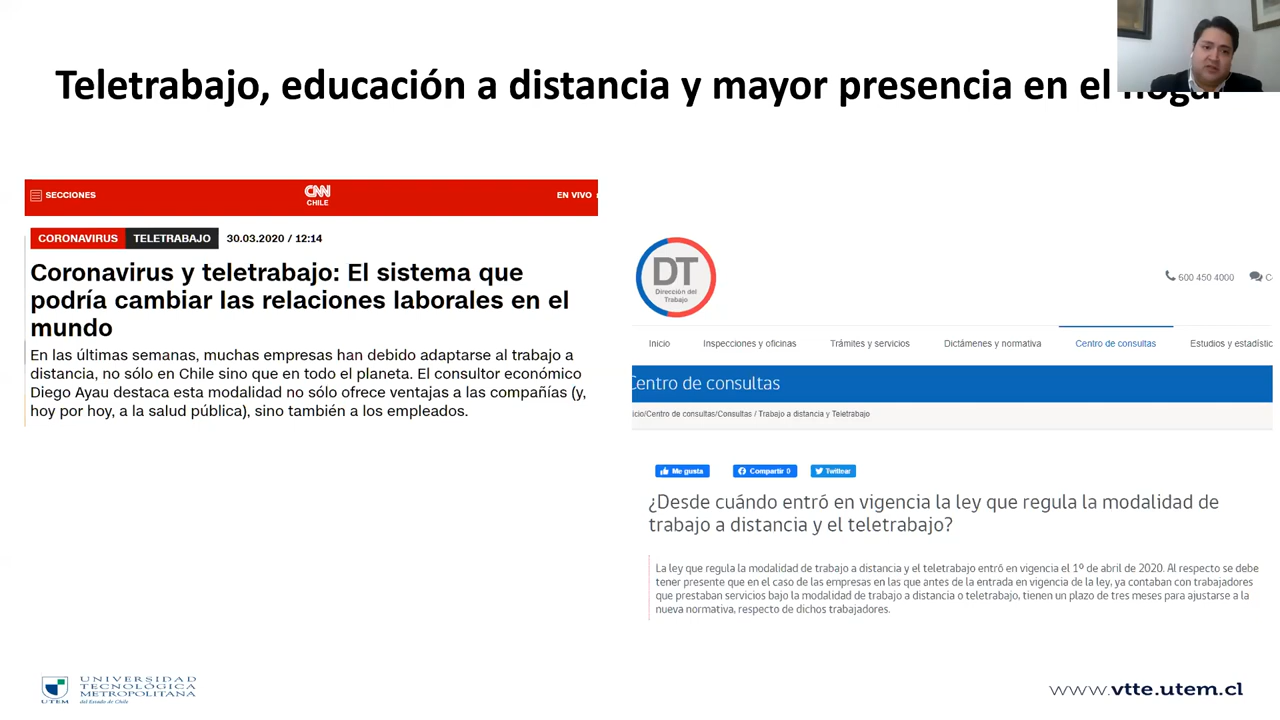 Teletrabajo, educación a distancia y mayor presencia en el hogar
SECCIONES
CNN
CHILE
EN VIVO
CORONAVIRUS TELETRABAJO 30.03.2020 / 12:14
Coronavirus y teletrabajo: El sistema que
podría cambiar las relaciones laborales en el
mundo
En las últimas semanas, muchas empresas han debido adaptarse al trabajo a
distancia, no sólo en Chile sino que en todo el planeta. El consultor económico
Diego Ayau destaca esta modalidad no sólo ofrece ventajas a las compañías (y,
hoy por hoy, a la salud pública), sino también a los empleados.
DT
Dirección del
Trabajo
600 450 4000
C
Inicio Inspecciones y oficinas Trámites y servicios Dictámenes y normativa Centro de consultas Estudios y estadístic
Centro de consultas
icio/Centro de consultas/Consultas / Trabajo a distancia y Teletrabajo
Me gusta Compartir 0 Twittear
¿Desde cuándo entró en vigencia la ley que regula la modalidad de
trabajo a distancia y el teletrabajo?
La ley que regula la modalidad de trabajo a distancia y el teletrabajo entró en vigencia el 1º de abril de 2020. Al respecto se debe
tener presente que en el caso de las empresas en las que antes de la entrada en vigencia de la ley, ya contaban con trabajadores
que prestaban servicios bajo la modalidad de trabajo a distancia o teletrabajo, tienen un plazo de tres meses para ajustarse a la
nueva normativa, respecto de dichos trabajadores.
UTEM
UNIVERSIDAD
TECNOLÓGICA
METROPOLITANA
del Estado de Chile
www.vtte.utem.cl